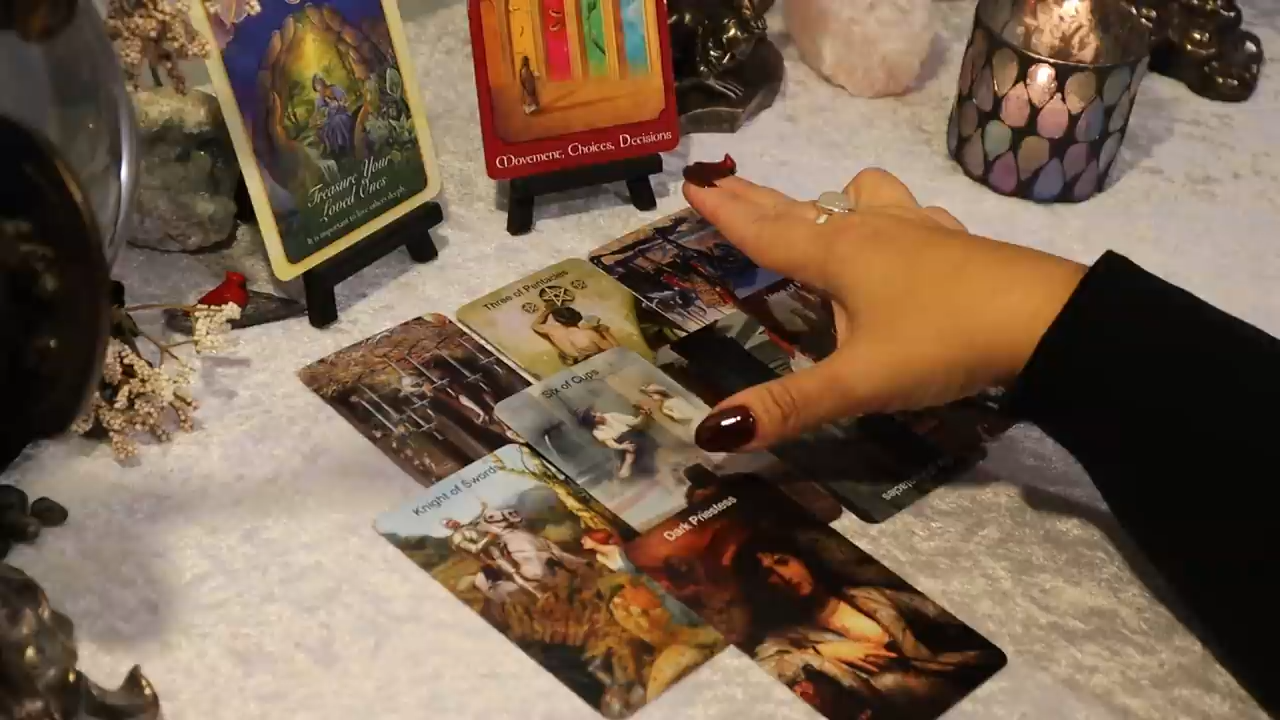 Treasure Your
Loved Ones
It is important to love others deeply.
Movement, Choices, Decisions
Three of Pentacles
Six of Cups
Knight of Swords
Dark Priestess